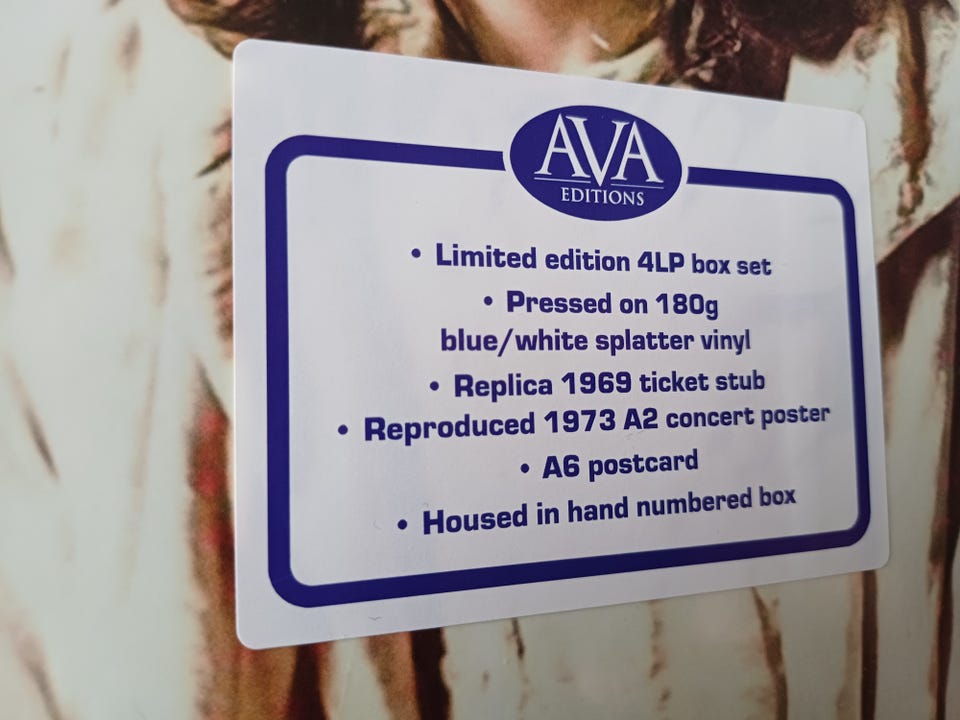 AVA
EDITIONS
• Limited edition 4LP box set
• Pressed on 180g
blue/white splatter vinyl
• Replica 1969 ticket stub
• Reproduced 1973 A2 concert poster
• A6 postcard
• Housed in hand numbered box